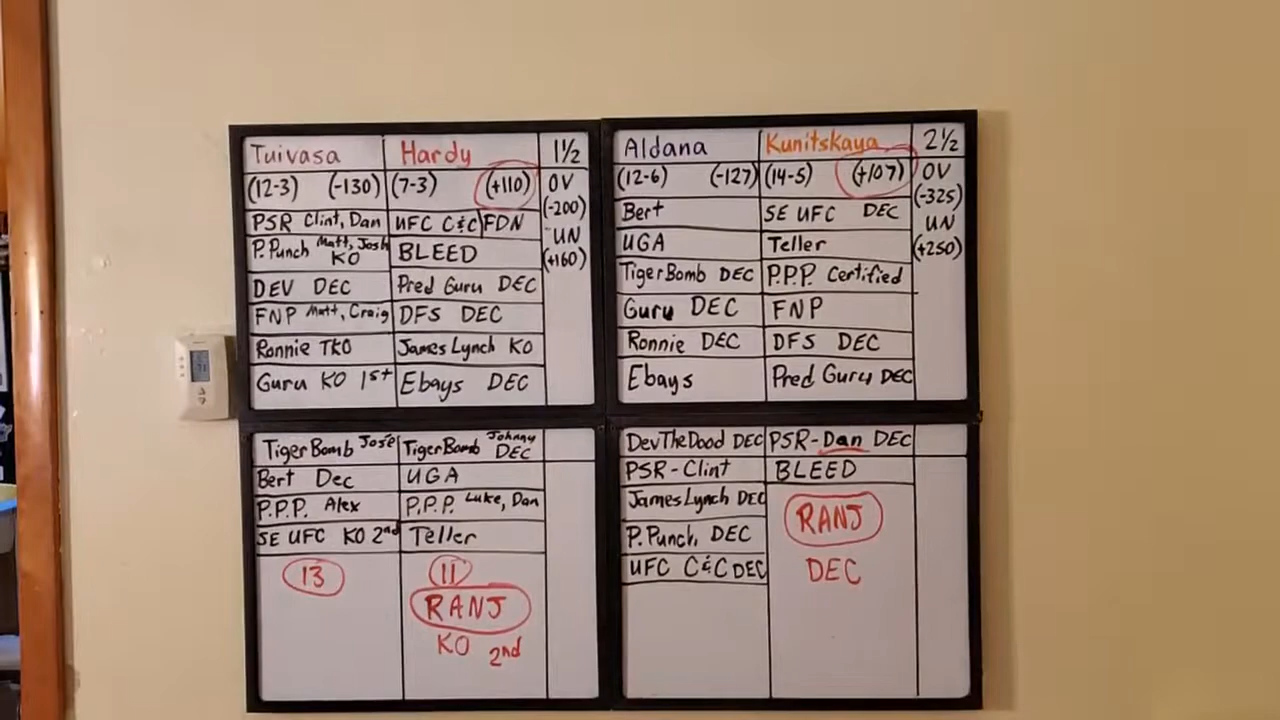 Tuivasa Hardy 1½
(12-3) (-130) (7-3) (+110) OV
(-200)
PSR Clint, Dan UFC C&C FDN
UN
P. Punch Matt, Josh KO BLEED
(+160)
DEV DEC Pred Guru DEC
FNP Matt, Craig DFS DEC
Ronnie TKO James Lynch KO
Guru KO 1st Ebays DEC
Aldana Kunitskaya 2½
(12-6) (-127) (14-5) (+107) OV
(-325)
Bert SE UFC DEC
UN
UGA Teller
(+250)
TigerBomb DEC P.P.P. Certified
Guru DEC FNP
Ronnie DEC DFS DEC
Ebays Pred Guru DEC
TigerBomb José TigerBomb Johnny DEC
Bert Dec UGA
P.P.P. Alex P.P.P. Luke, Dan
SE UFC KO 2nd Teller
13 11
RANJ
KO 2nd
DevTheDood DEC PSR-Dan DEC
PSR-Clint BLEED
James Lynch DEC
RANJ
P. Punch, DEC
UFC C&C DEC DEC